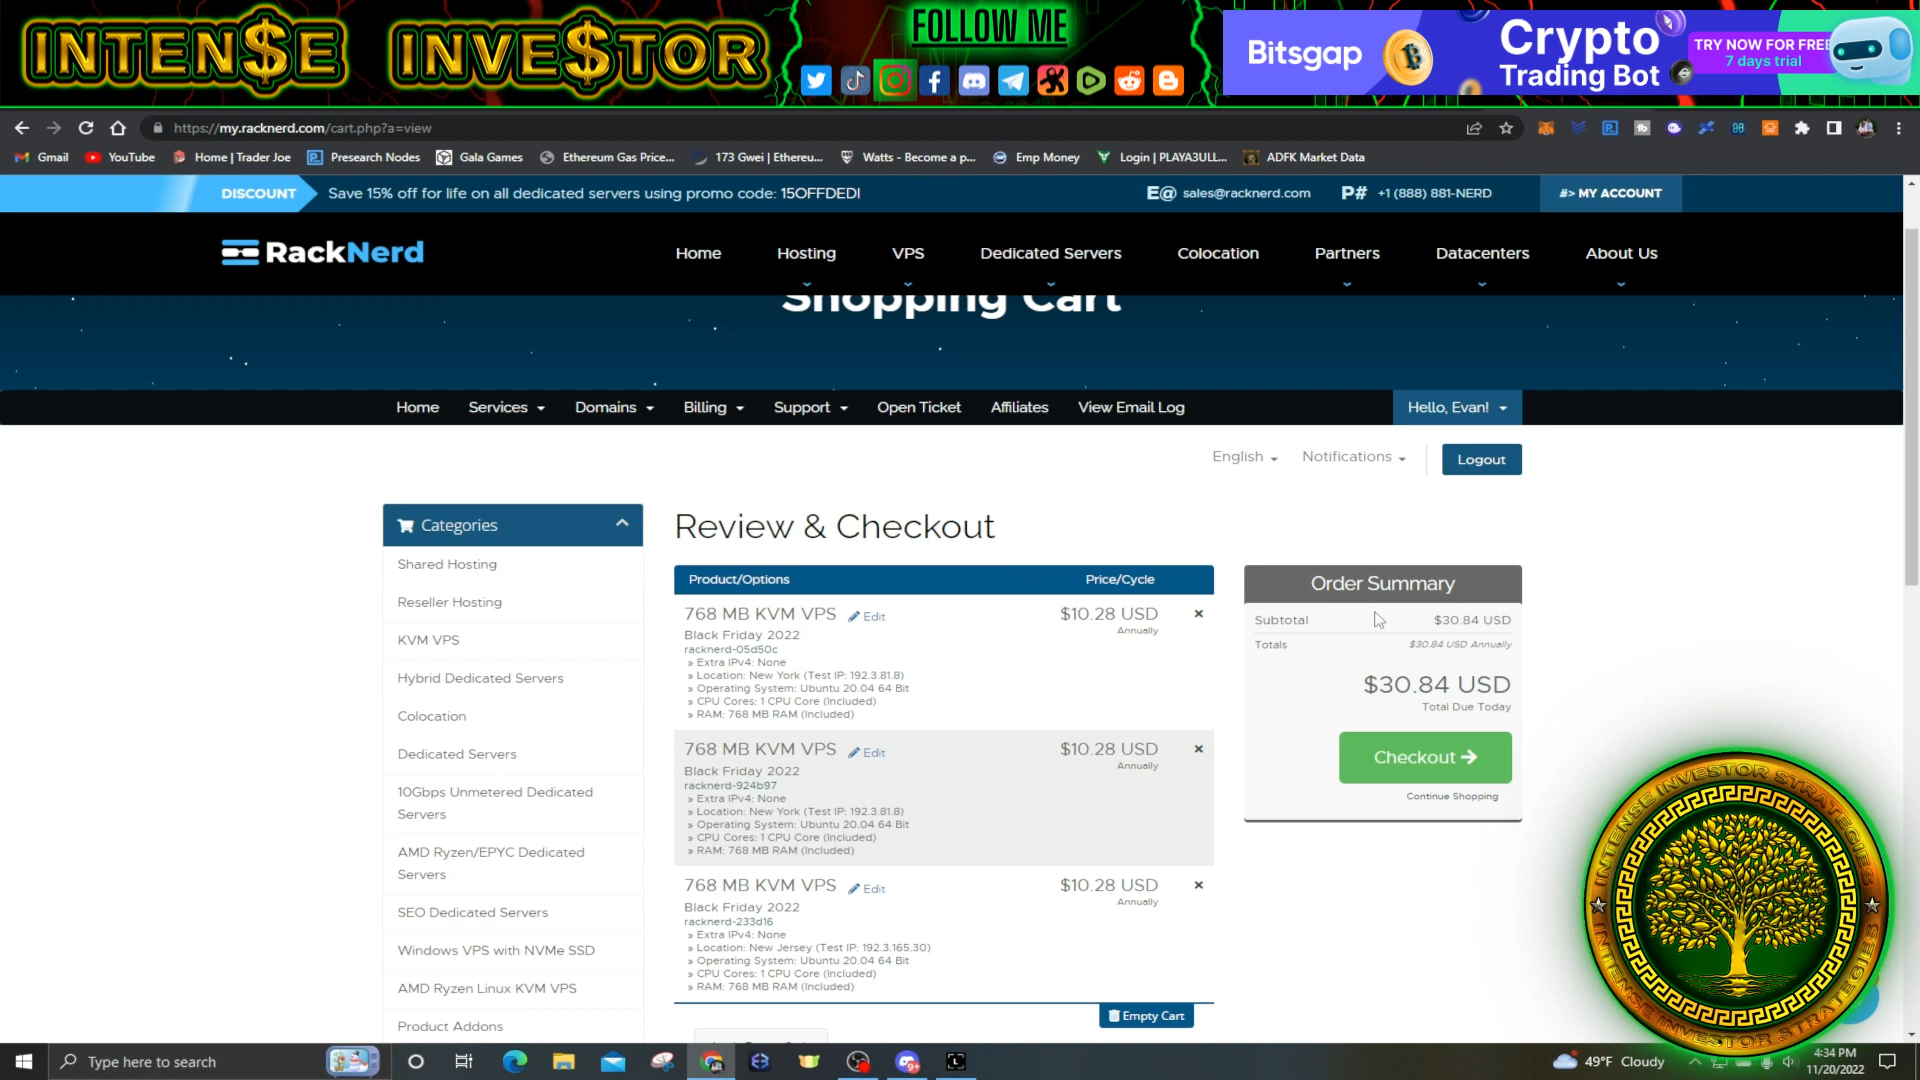 INTEN$E INVE$TOR
FOLLOW ME
Bitsgap
Crypto
Trading Bot
TRY NOW FOR FREE
7 days trial
https://my.racknerd.com/cart.php?a=view
Gmail
YouTube
Home | Trader Joe
Presearch Nodes
Gala Games
Ethereum Gas Price...
173 Gwei | Ethereu...
Watts - Become a p...
Emp Money
Login | PLAYA3ULL...
ADFK Market Data
DISCOUNT
Save 15% off for life on all dedicated servers using promo code: 15OFFDEDI
E@ sales@racknerd.com
P# +1 (888) 881-NERD
#> MY ACCOUNT
RackNerd
Home
Hosting
VPS
Dedicated Servers
Colocation
Partners
Datacenters
About Us
Shopping Cart
Home
Services
Domains
Billing
Support
Open Ticket
Affiliates
View Email Log
Hello, Evan!
English
Notifications
Logout
Categories
Shared Hosting
Reseller Hosting
KVM VPS
Hybrid Dedicated Servers
Colocation
Dedicated Servers
10Gbps Unmetered Dedicated
Servers
AMD Ryzen/EPYC Dedicated
Servers
SEO Dedicated Servers
Windows VPS with NVMe SSD
AMD Ryzen Linux KVM VPS
Product Addons
Review & Checkout
Product/Options
Price/Cycle
768 MB KVM VPS Edit
$10.28 USD
Annually
Black Friday 2022
racknerd-05d50c
» Extra IPv4: None
» Location: New York (Test IP: 192.3.81.8)
» Operating System: Ubuntu 20.04 64 Bit
» CPU Cores: 1 CPU Core (Included)
» RAM: 768 MB RAM (Included)
768 MB KVM VPS Edit
$10.28 USD
Annually
Black Friday 2022
racknerd-924b97
» Extra IPv4: None
» Location: New York (Test IP: 192.3.81.8)
» Operating System: Ubuntu 20.04 64 Bit
» CPU Cores: 1 CPU Core (Included)
» RAM: 768 MB RAM (Included)
768 MB KVM VPS Edit
$10.28 USD
Annually
Black Friday 2022
racknerd-233d16
» Extra IPv4: None
» Location: New Jersey (Test IP: 192.3.165.30)
» Operating System: Ubuntu 20.04 64 Bit
» CPU Cores: 1 CPU Core (Included)
» RAM: 768 MB RAM (Included)
Empty Cart
Order Summary
Subtotal $30.84 USD
Totals $30.84 USD Annually
$30.84 USD
Total Due Today
Checkout
Continue Shopping
INTENSE INVESTOR STRATEGIES
INTENSE INVESTOR STRATEGIES
Type here to search
49°F Cloudy
4:34 PM
11/20/2022